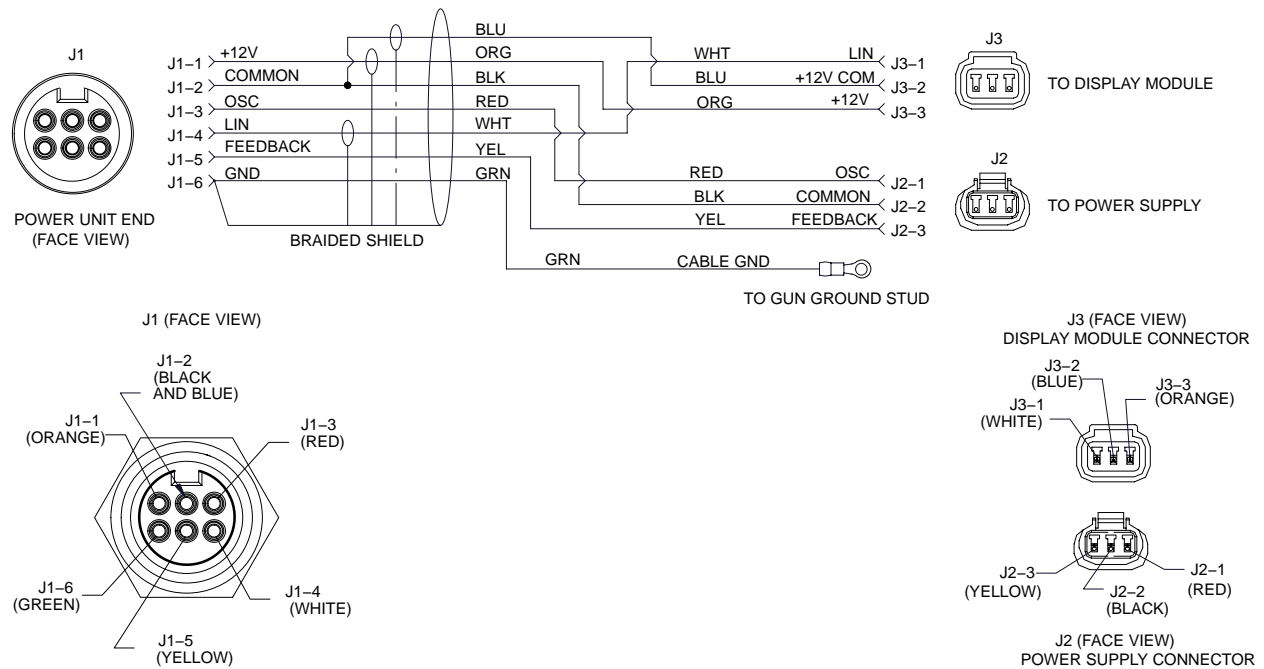 J1
POWER UNIT END
(FACE VIEW)
J1–1
+12V
J1–2
COMMON
J1–3
OSC
J1–4
LIN
J1–5
FEEDBACK
J1–6
GND
BRAIDED SHIELD
BLU
ORG
BLK
RED
WHT
YEL
GRN
WHT
LIN
J3–1
BLU
+12V COM
J3–2
ORG
+12V
J3–3
J3
TO DISPLAY MODULE
RED
OSC
J2–1
BLK
COMMON
J2–2
YEL
FEEDBACK
J2–3
J2
TO POWER SUPPLY
GRN
CABLE GND
TO GUN GROUND STUD
J1 (FACE VIEW)
J1–2
(BLACK
AND BLUE)
J1–1
(ORANGE)
J1–3
(RED)
J1–6
(GREEN)
J1–4
(WHITE)
J1–5
(YELLOW)
J3 (FACE VIEW)
DISPLAY MODULE CONNECTOR
J3–2
(BLUE)
J3–3
(ORANGE)
J3–1
(WHITE)
J2–3
(YELLOW)
J2–2
(BLACK)
J2–1
(RED)
J2 (FACE VIEW)
POWER SUPPLY CONNECTOR